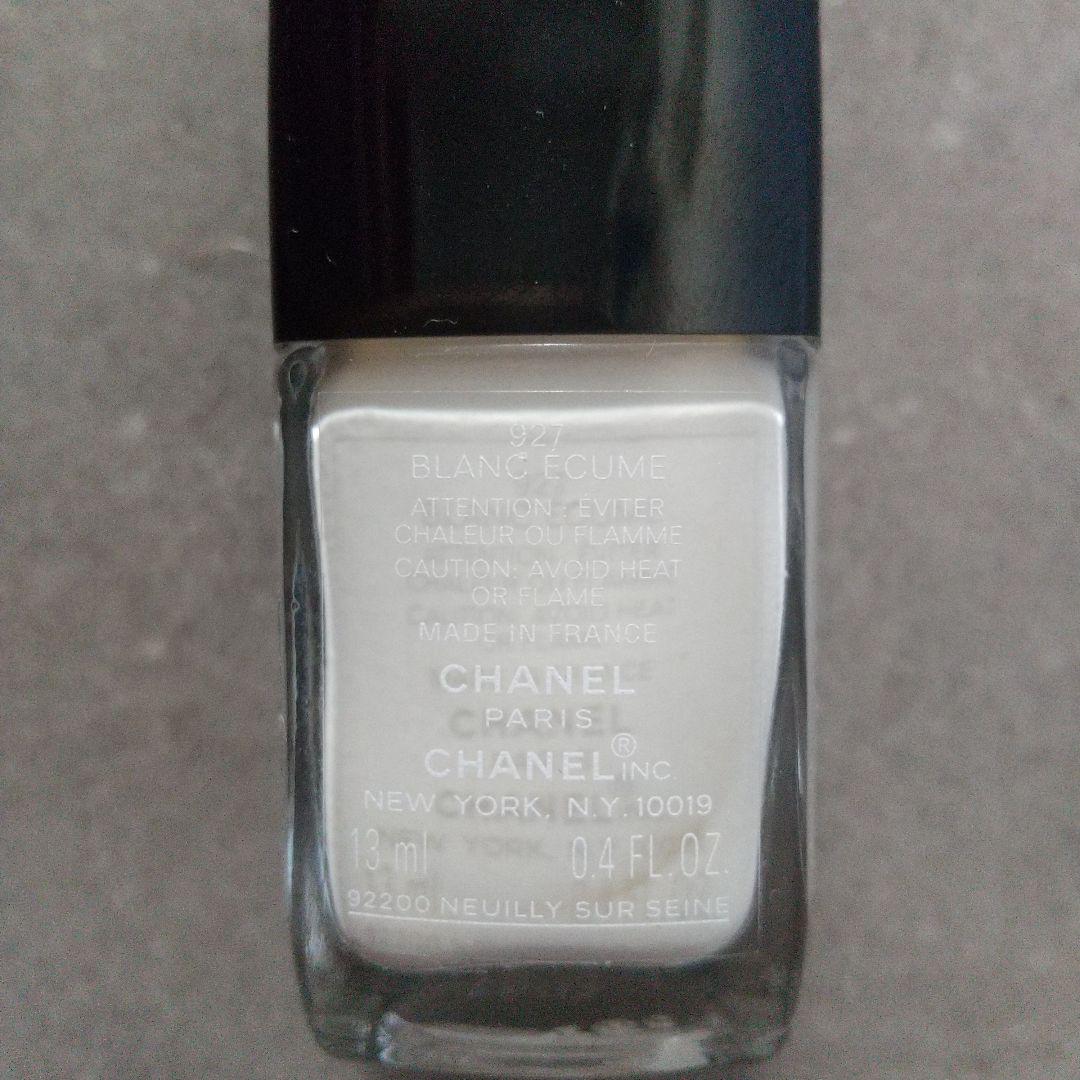 927
BLANC ÉCUME
ATTENTION : ÉVITER
CHALEUR OU FLAMME
CAUTION: AVOID HEAT
OR FLAME
MADE IN FRANCE
CHANEL
PARIS
CHANEL® INC.
NEW YORK, N.Y. 10019
13 ml 0.4 FL.OZ.
92200 NEUILLY SUR SEINE